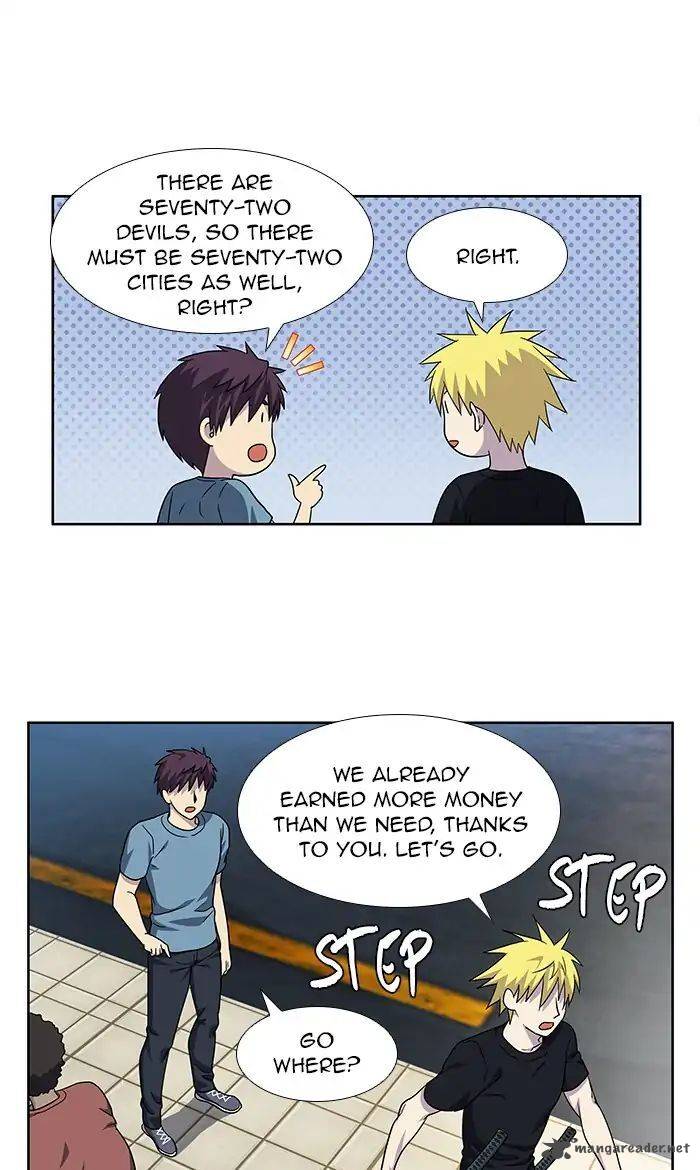 THERE ARE
SEVENTY-TWO
DEVILS, SO THERE
MUST BE SEVENTY-TWO
CITIES AS WELL,
RIGHT?
RIGHT.
WE ALREADY
EARNED MORE MONEY
THAN WE NEED, THANKS
TO YOU. LET'S GO.
STEP
STEP
GO
WHERE?
mangareader.net